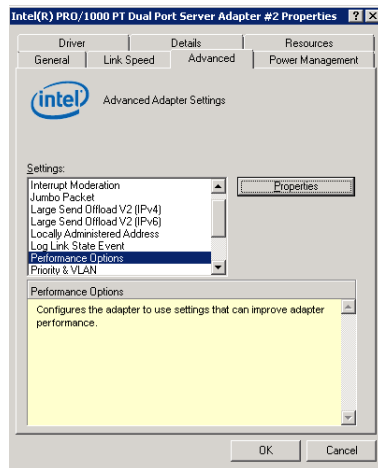 Intel(R) PRO/1000 PT Dual Port Server Adapter #2 Properties ? X
Driver Details Resources
General Link Speed Advanced Power Management
intel Advanced Adapter Settings
Settings:
Interrupt Moderation
Properties
Jumbo Packet
Large Send Offload V2 (IPv4)
Large Send Offload V2 (IPv6)
Locally Administered Address
Log Link State Event
Performance Options
Priority & VLAN
Performance Options
Configures the adapter to use settings that can improve adapter
performance.
OK Cancel